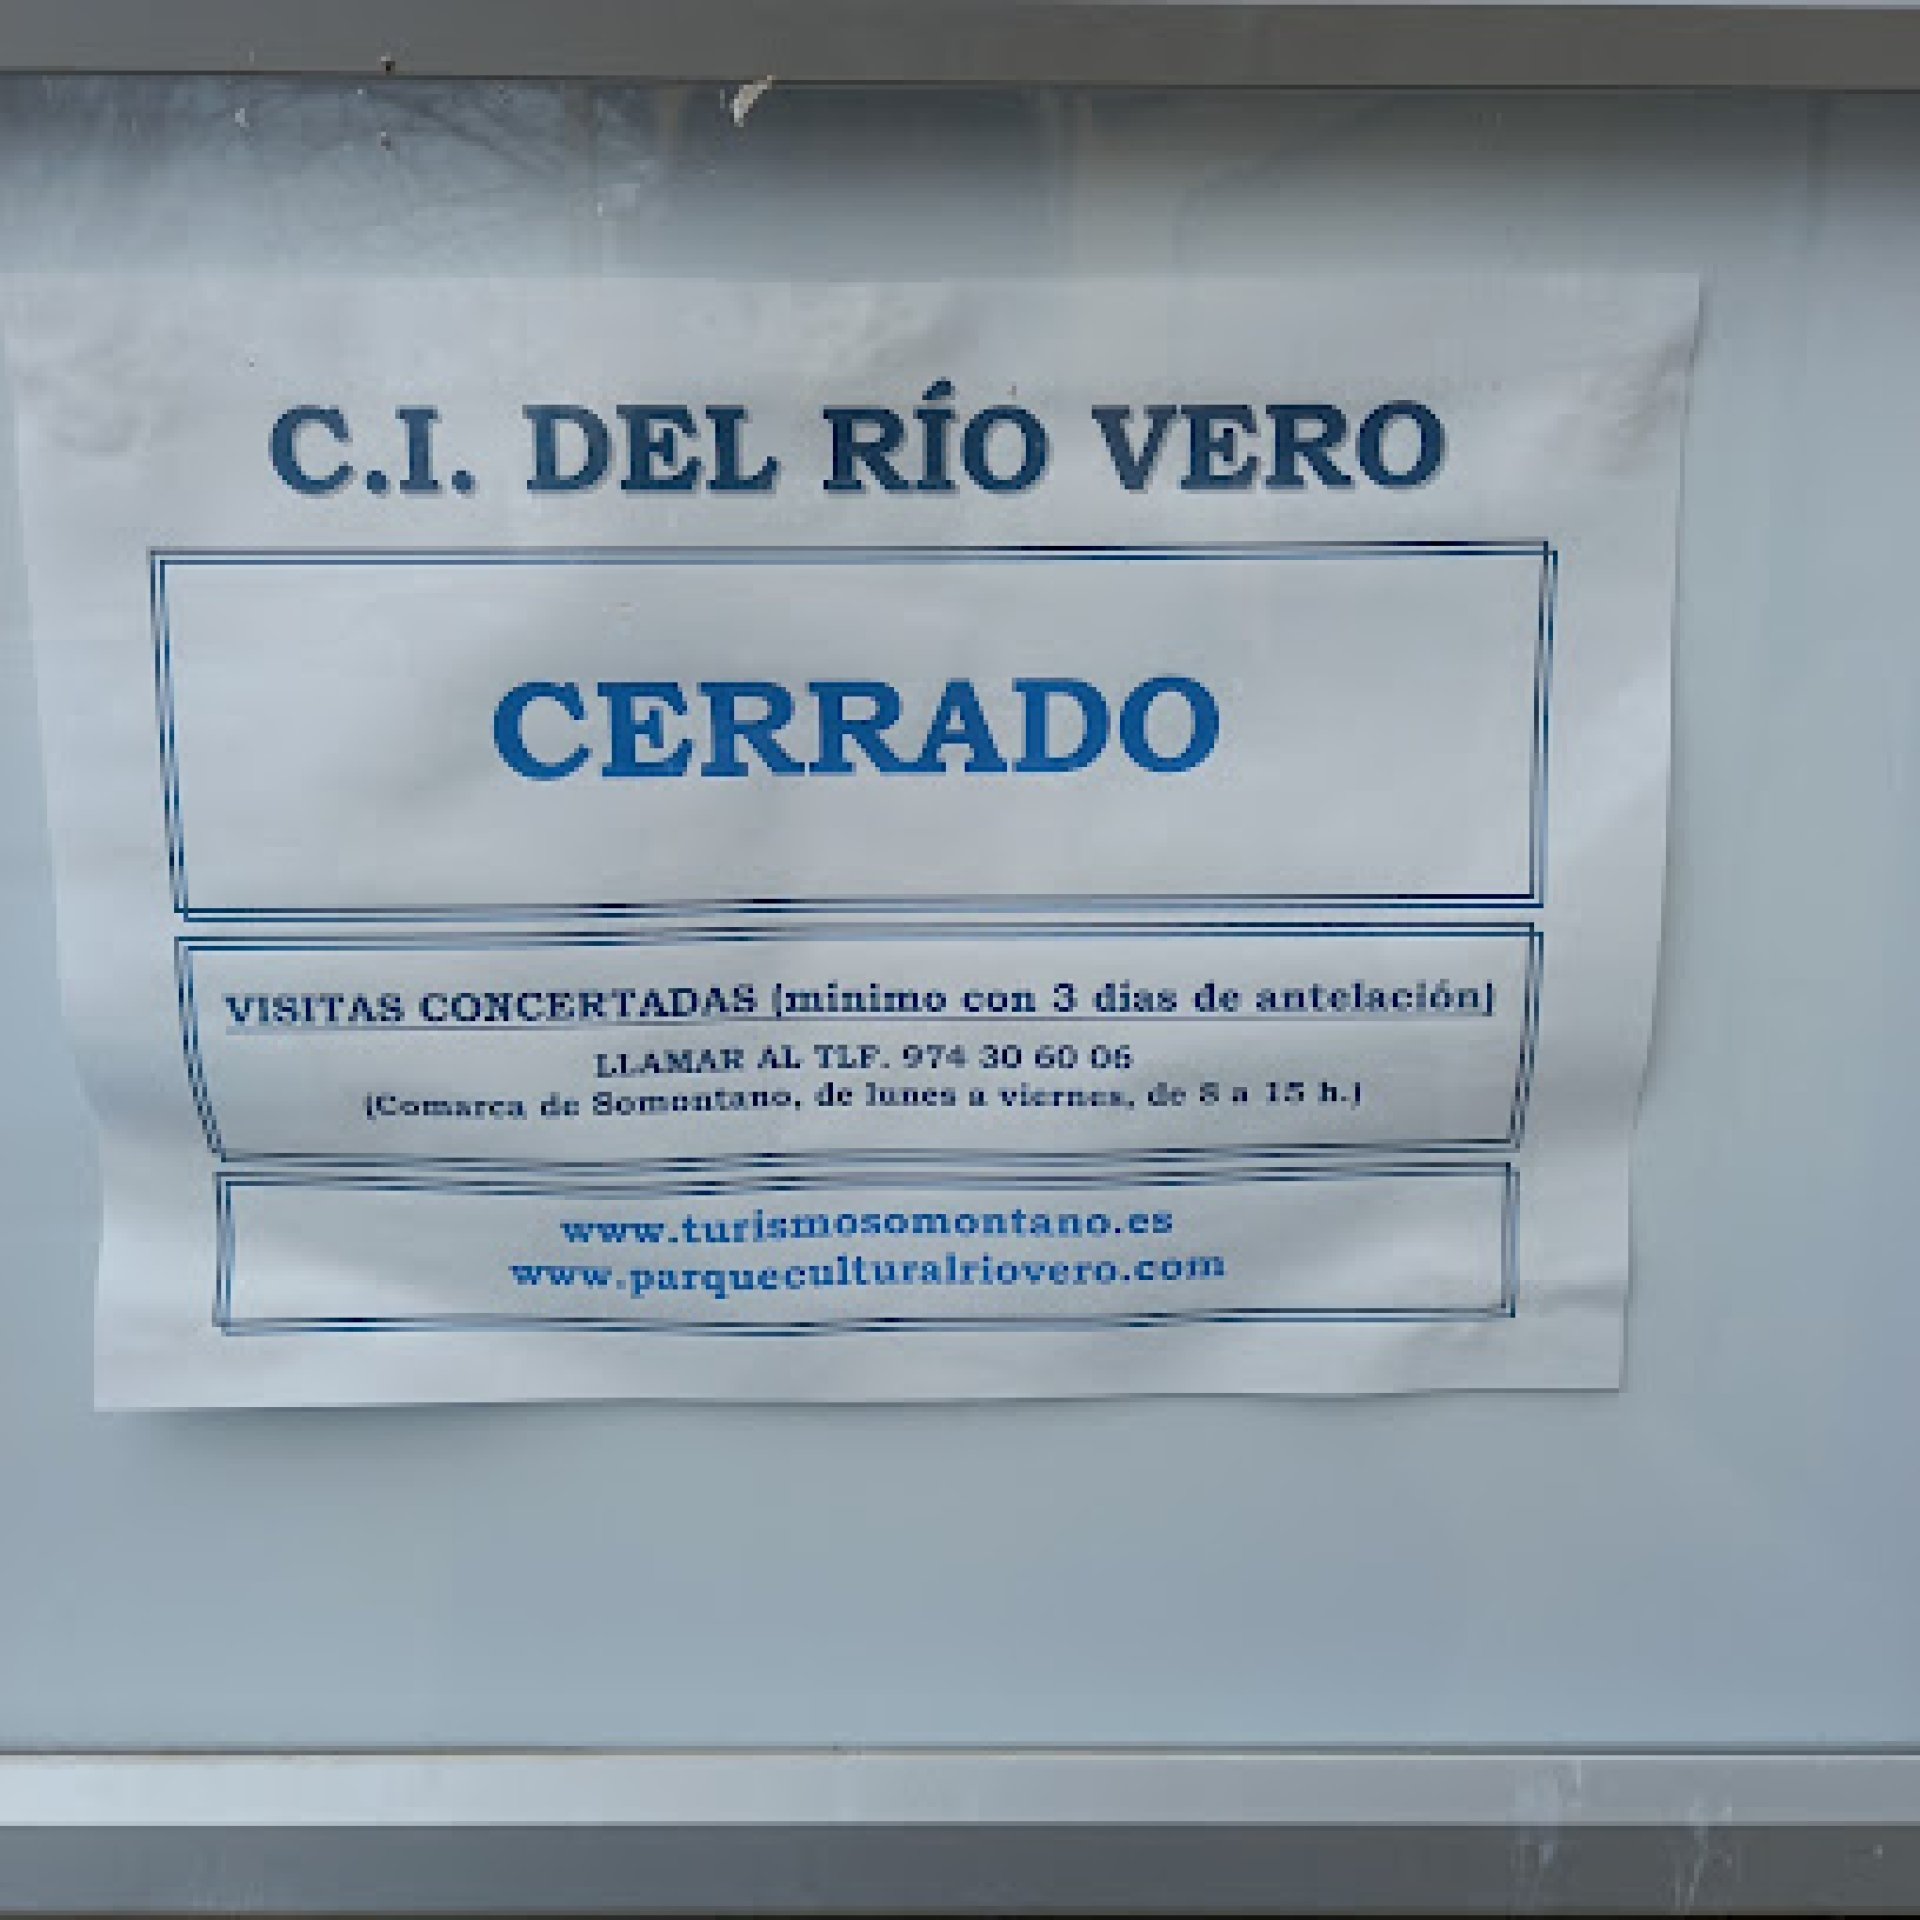 C.I. DEL RÍO VERO
CERRADO
VISITAS CONCERTADAS (mínimo con 3 días de antelación)
LLAMAR AL TLF. 974 30 60 06
(Comarca de Somontano, de lunes a viernes, de 8 a 15 h.)
www.turismosomontano.es
www.parqueculturalriovero.com